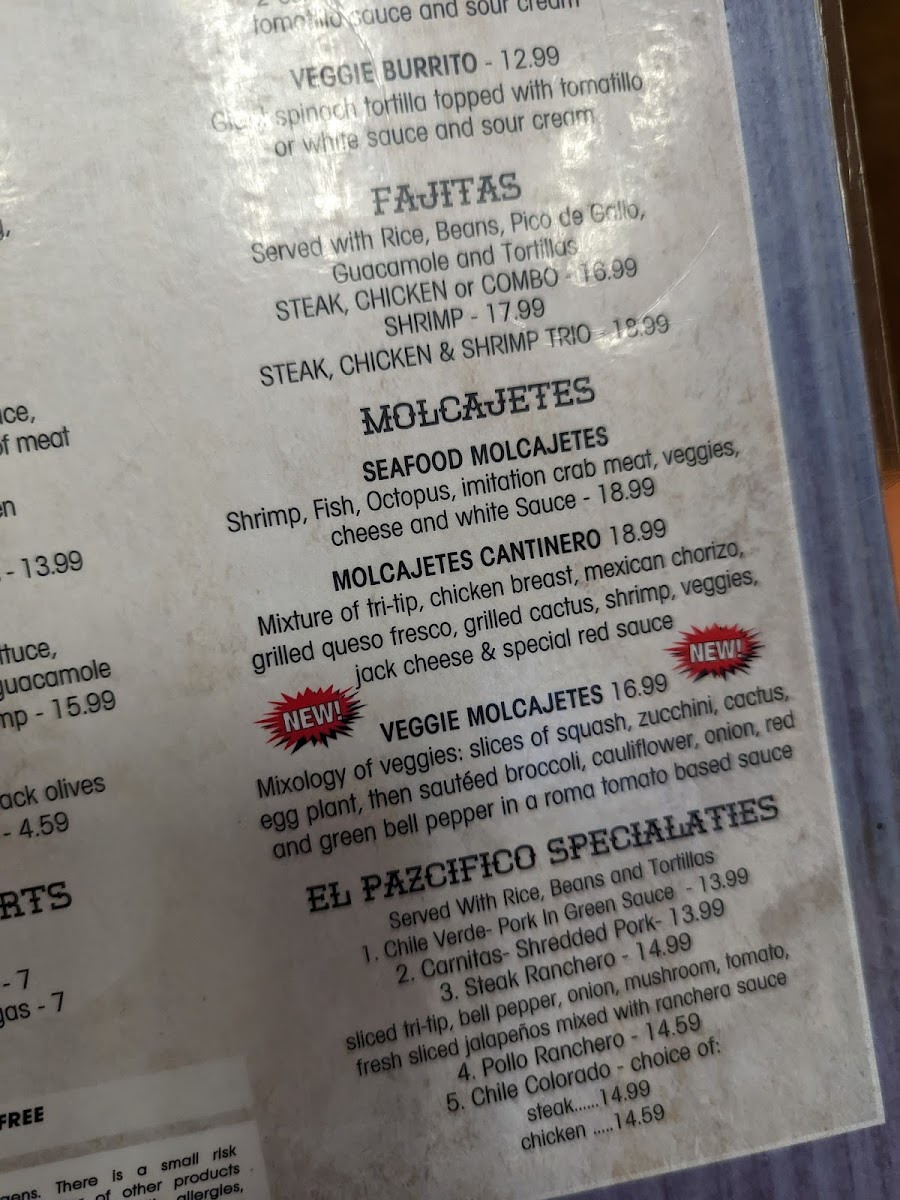 tomatillo sauce and sour cream
VEGGIE BURRITO - 12.99
spinach tortilla topped with tomatillo
or white sauce and sour cream
FAJITAS
Served with Rice, Beans, Pico de Gallo,
Guacamole and Tortillas
STEAK, CHICKEN or COMBO - 16.99
SHRIMP - 17.99
STEAK, CHICKEN & SHRIMP TRIO - 18.99
MOLCAJETES
SEAFOOD MOLCAJETES
Shrimp, Fish, Octopus, imitation crab meat, veggies,
cheese and white Sauce - 18.99
MOLCAJETES CANTINERO 18.99
Mixture of tri-tip, chicken breast, mexican chorizo,
grilled queso fresco, grilled cactus, shrimp, veggies,
jack cheese & special red sauce
NEW!
NEW!
VEGGIE MOLCAJETES 16.99
Mixology of veggies: slices of squash, zucchini, cactus,
egg plant, then sautéed broccoli, cauliflower, onion, red
and green bell pepper in a roma tomato based sauce
EL PAZCIFICO SPECIALATIES
Served With Rice, Beans and Tortillas
1. Chile Verde- Pork In Green Sauce - 13.99
2. Carnitas- Shredded Pork- 13.99
3. Steak Ranchero - 14.99
sliced tri-tip, bell pepper, onion, mushroom, tomato,
fresh sliced jalapeños mixed with ranchera sauce
4. Pollo Ranchero - 14.59
5. Chile Colorado - choice of:
steak......14.99
chicken .....14.59
of meat
- 13.99
guacamole
- 15.99
olives
- 4.59
- 7
- 7
FREE
There is a small risk
of other products
allergies,